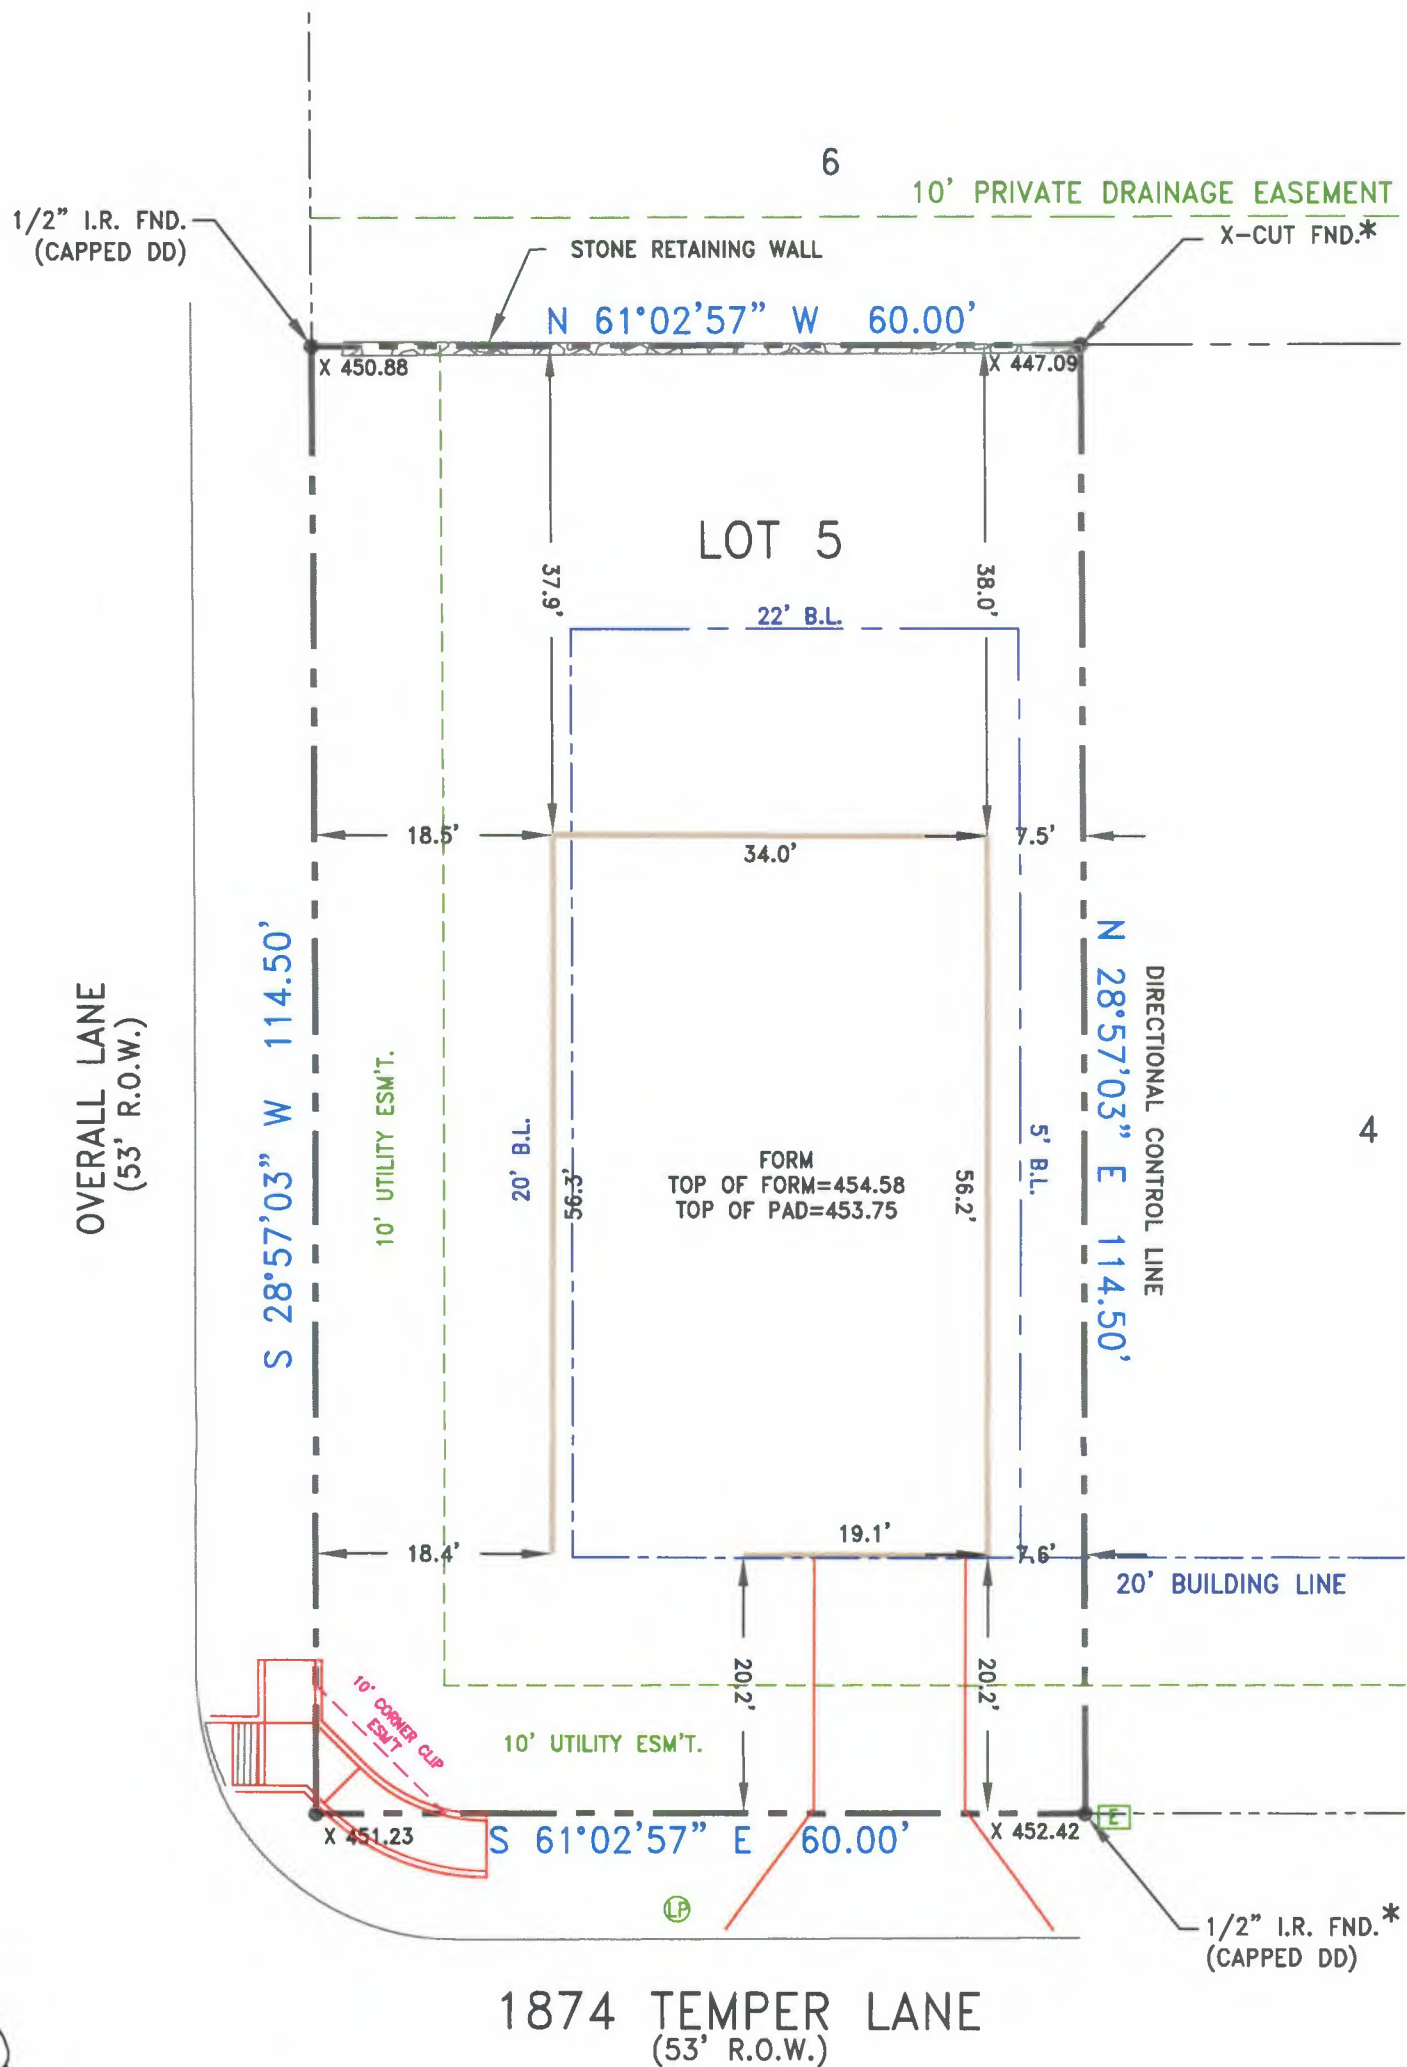 6
10' PRIVATE DRAINAGE EASEMENT
1/2" I.R. FND.
(CAPPED DD)
STONE RETAINING WALL
X-CUT FND.*
N 61°02'57" W 60.00'
X 450.88
X 447.09
LOT 5
37.9'
38.0'
22' B.L.
18.5'
34.0'
7.5'
OVERALL LANE
(53' R.O.W.)
S 28°57'03" W 114.50'
10' UTILITY ESM'T.
20' B.L.
56.3'
FORM
TOP OF FORM=454.58
TOP OF PAD=453.75
56.2'
5' B.L.
N 28°57'03" E 114.50'
DIRECTIONAL CONTROL LINE
4
18.4'
19.1'
7.6'
20' BUILDING LINE
20.2'
20.2'
10' CORNER CLIP
ESM'T
10' UTILITY ESM'T.
X 451.23
S 61°02'57" E 60.00'
X 452.42
E
LP
1/2" I.R. FND.*
(CAPPED DD)
1874 TEMPER LANE
(53' R.O.W.)